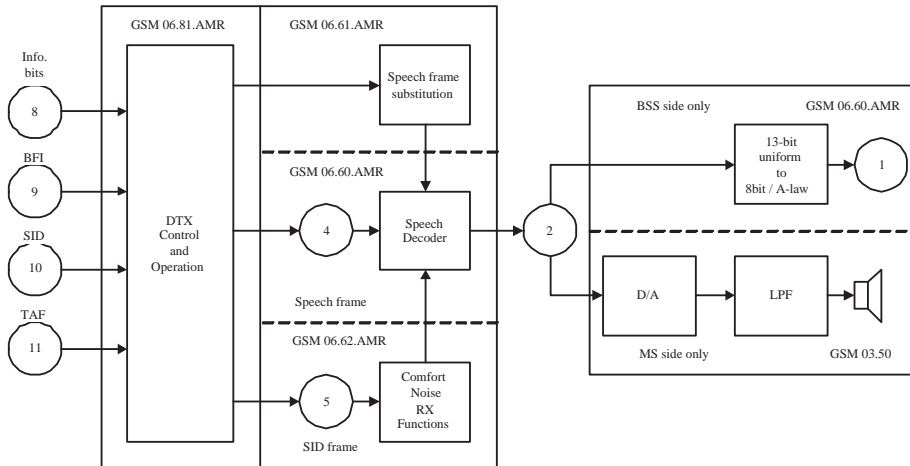 GSM 06.81.AMR
GSM 06.61.AMR
Info.
bits
8
BFI
9
SID
10
TAF
11
DTX
Control
and
Operation
Speech frame
substitution
GSM 06.60.AMR
4
Speech
Decoder
Speech frame
GSM 06.62.AMR
5
SID frame
Comfort
Noise
RX
Functions
2
BSS side only
GSM 06.60.AMR
13-bit
uniform
to
8bit / A-law
1
D/A
LPF
MS side only
GSM 03.50